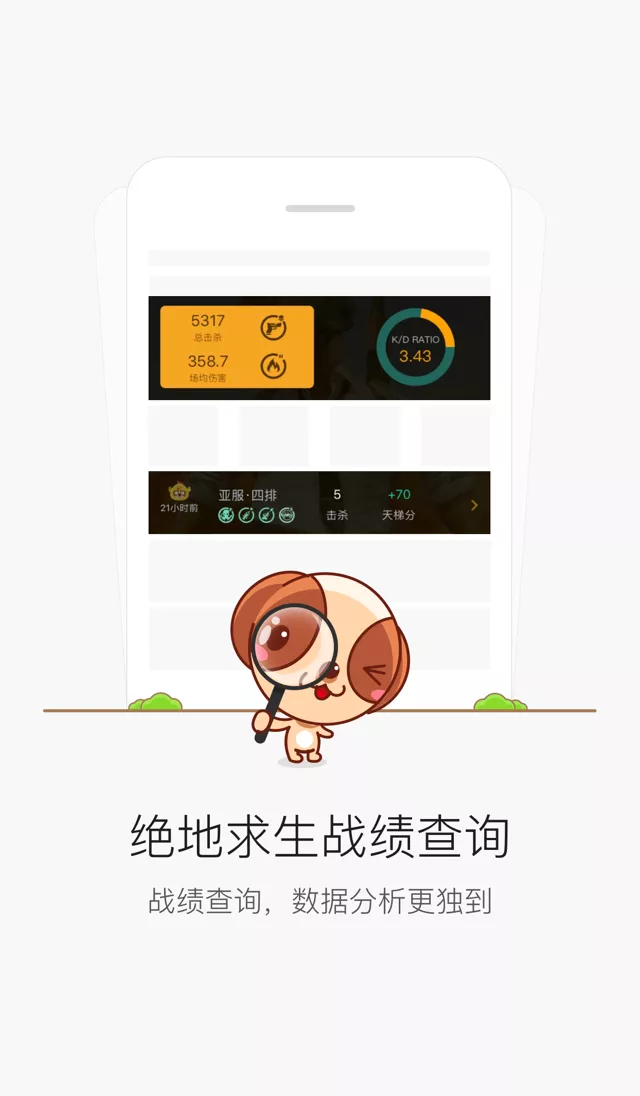 5317
总击杀
358.7
场均伤害
K/D RATIO
3.43
21小时前
亚服·四排
5
击杀
+70
天梯分
绝地求生战绩查询
战绩查询，数据分析更独到